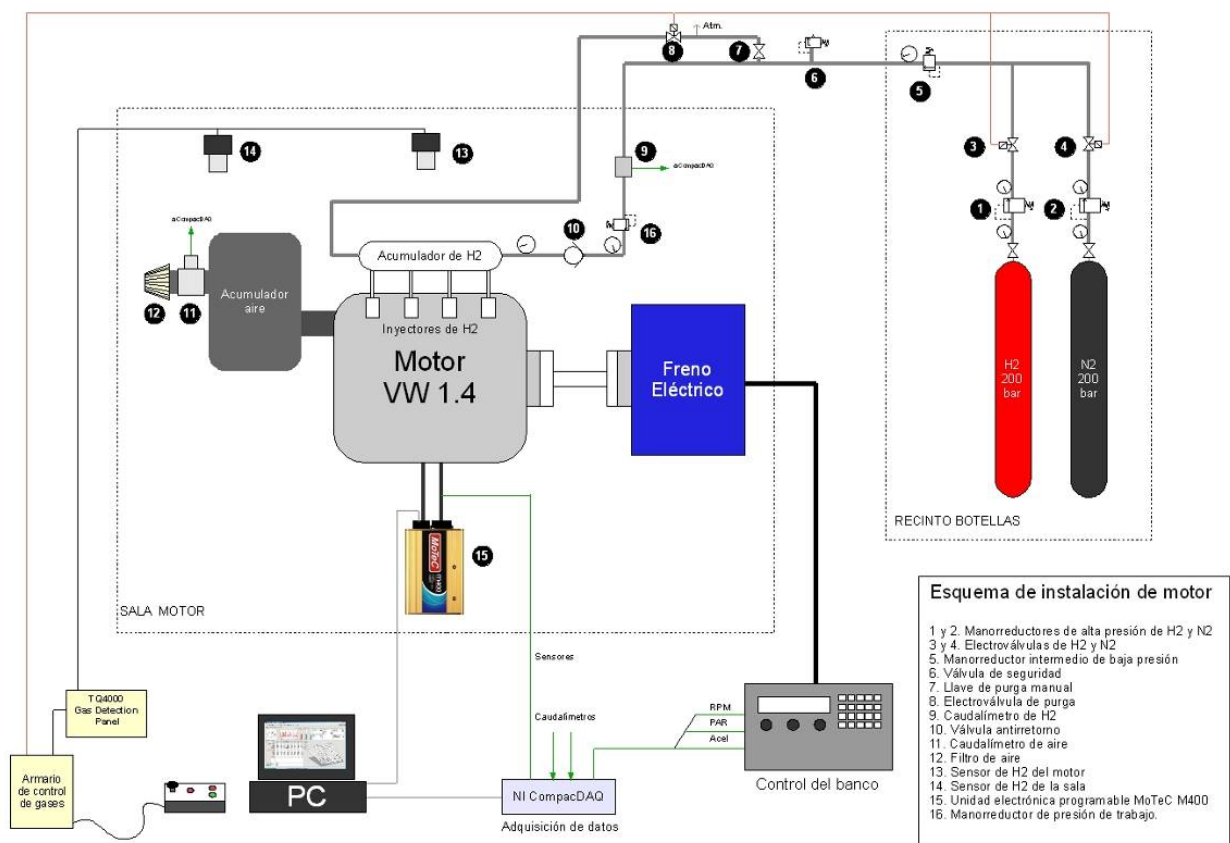 8
Atm.
7
6
5
14
13
9
aCompacDAQ
3
4
1
2
aCompacDAQ
10
16
Acumulador de H2
12
11
Acumulador
aire
Inyectores de H2
Motor
VW 1.4
Freno
Eléctrico
H2
200
bar
N2
200
bar
RECINTO BOTELLAS
MoTeC
M400
15
SALA MOTOR
Sensores
TQ4000
Gas Detection
Panel
Caudalímetros
RPM
PAR
Acel
Armario
de control
de gases
PC
NI CompacDAQ
Adquisición de datos
Control del banco
Esquema de instalación de motor
1 y 2. Manorreductores de alta presión de H2 y N2
3 y 4. Electroválvulas de H2 y N2
5. Manorreductor intermedio de baja presión
6. Válvula de seguridad
7. Llave de purga manual
8. Electroválvula de purga
9. Caudalímetro de H2
10. Válvula antirretorno
11. Caudalímetro de aire
12. Filtro de aire
13. Sensor de H2 del motor
14. Sensor de H2 de la sala
15. Unidad electrónica programable MoTeC M400
16. Manorreductor de presión de trabajo.